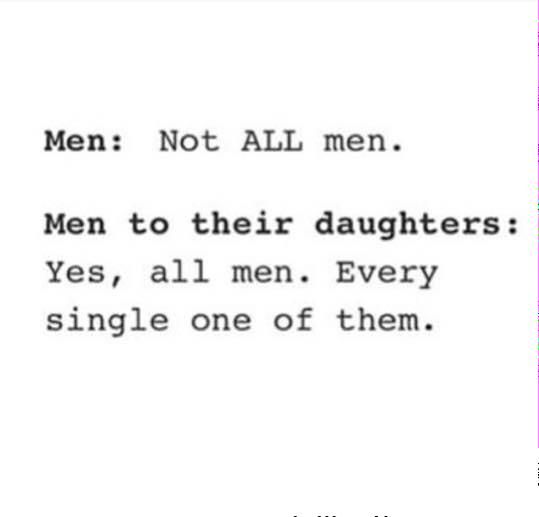 Men: Not ALL men.
Men to their daughters:
Yes, all men. Every
single one of them.